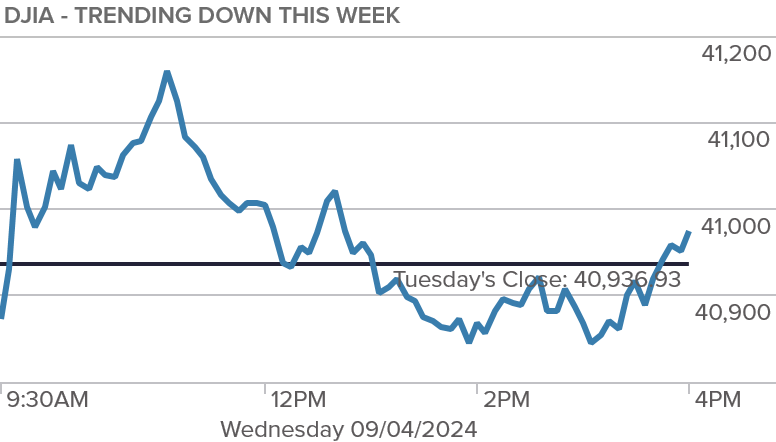 DJIA - TRENDING DOWN THIS WEEK
41,200
41,100
41,000
Tuesday's Close: 40,936.93
40,900
9:30AM 12PM 2PM 4PM
Wednesday 09/04/2024